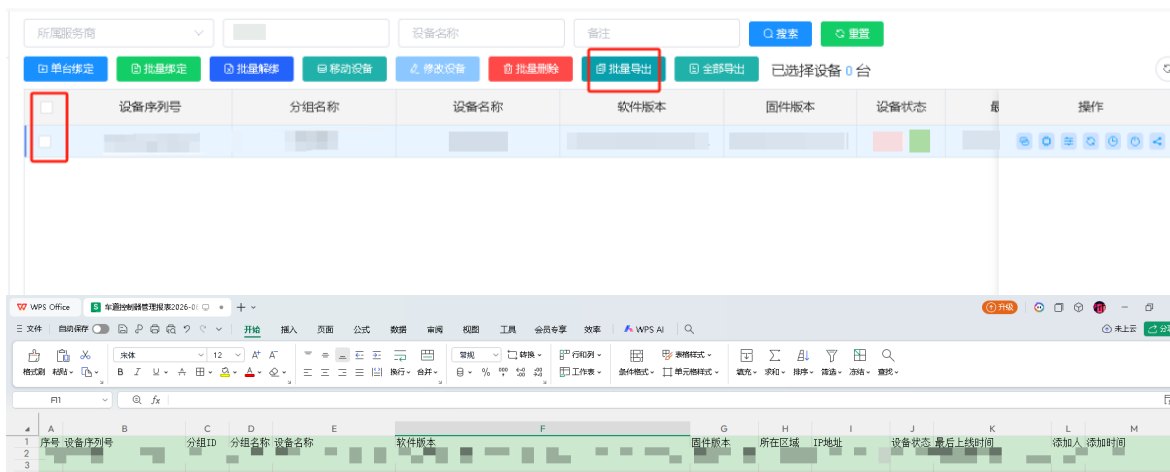 所属服务商 设备名称 备注 搜索 重置
单台绑定 批量绑定 批量解绑 移动设备 修改设备 批量删除 批量导出 全部导出 已选择设备 0 台
设备序列号 分组名称 设备名称 软件版本 固件版本 设备状态 操作
WPS Office 车道控制器管理报表2026-0
文件 自动保存 开始 插入 页面 公式 数据 审阅 视图 工具 会员专享 效率 WPS AI 升级 未上云
格式刷 粘贴 宋体 12 A+ A- B I U A 换行 合并 常规 转换 % 行和列 工作表 条件格式 表格样式 单元格样式 填充 求和 排序 筛选 冻结 查找
F11 fx
A B C D E F G H I J K L M
1 序号 设备序列号 分组ID 分组名称 设备名称 软件版本 固件版本 所在区域 IP地址 设备状态 最后上线时间 添加人 添加时间
2
3